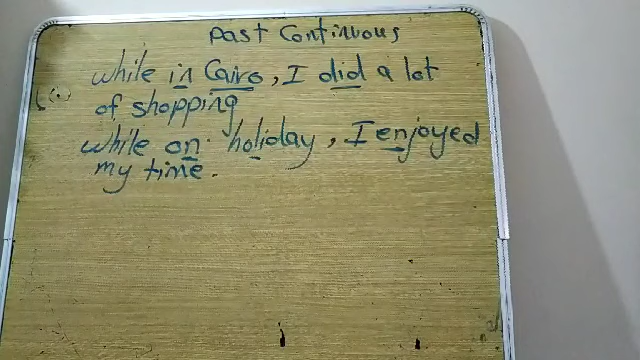 Past Continuous
while in Cairo, I did a lot
of shopping
while on holiday, I enjoyed
my time.